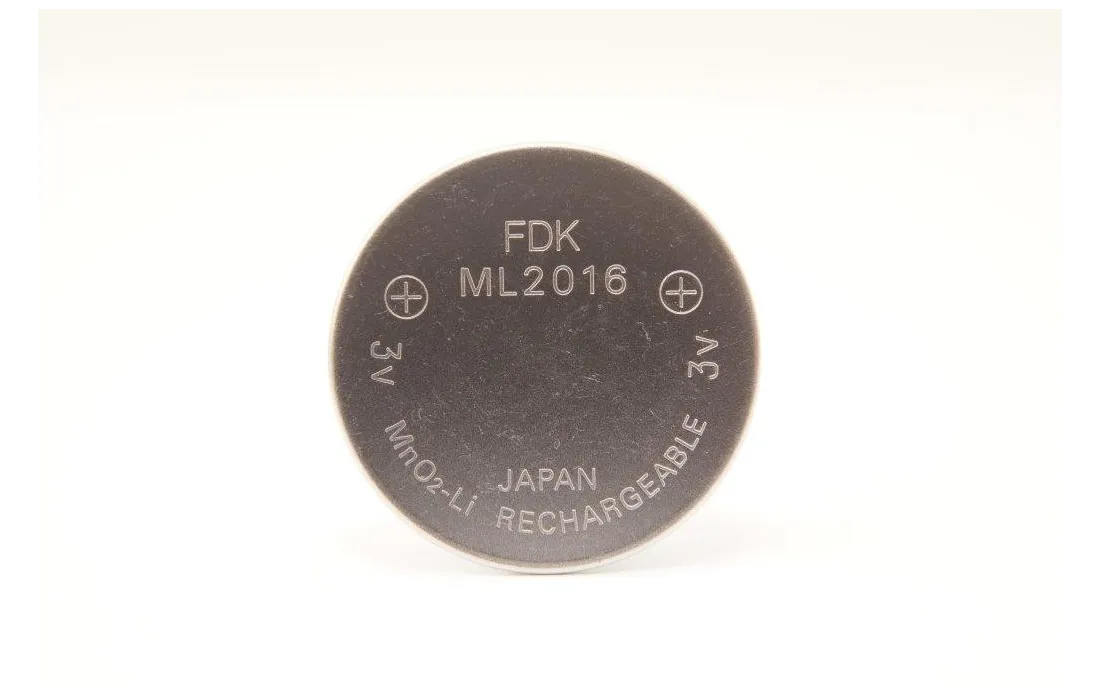 FDK
ML2016
3v
3v
MnO2-Li
JAPAN
RECHARGEABLE